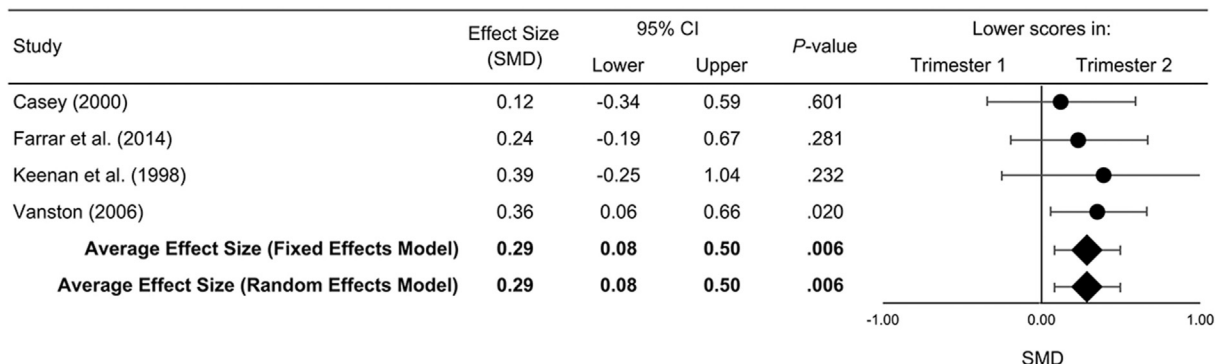 Study Effect Size (SMD) 95% CI Lower Upper P-value Lower scores in: Trimester 1 Trimester 2
Casey (2000) 0.12 -0.34 0.59 .601
Farrar et al. (2014) 0.24 -0.19 0.67 .281
Keenan et al. (1998) 0.39 -0.25 1.04 .232
Vanston (2006) 0.36 0.06 0.66 .020
Average Effect Size (Fixed Effects Model) 0.29 0.08 0.50 .006
Average Effect Size (Random Effects Model) 0.29 0.08 0.50 .006
-1.00 0.00 1.00
SMD